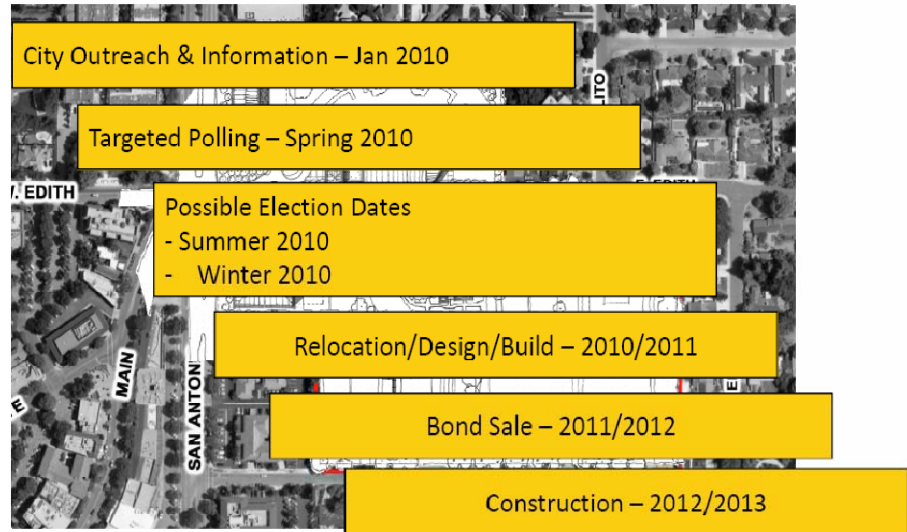 City Outreach & Information – Jan 2010
LITO
Targeted Polling – Spring 2010
. EDITH
Possible Election Dates
- Summer 2010
- Winter 2010
Relocation/Design/Build – 2010/2011
MAIN
SAN ANTON
Bond Sale – 2011/2012
Construction – 2012/2013